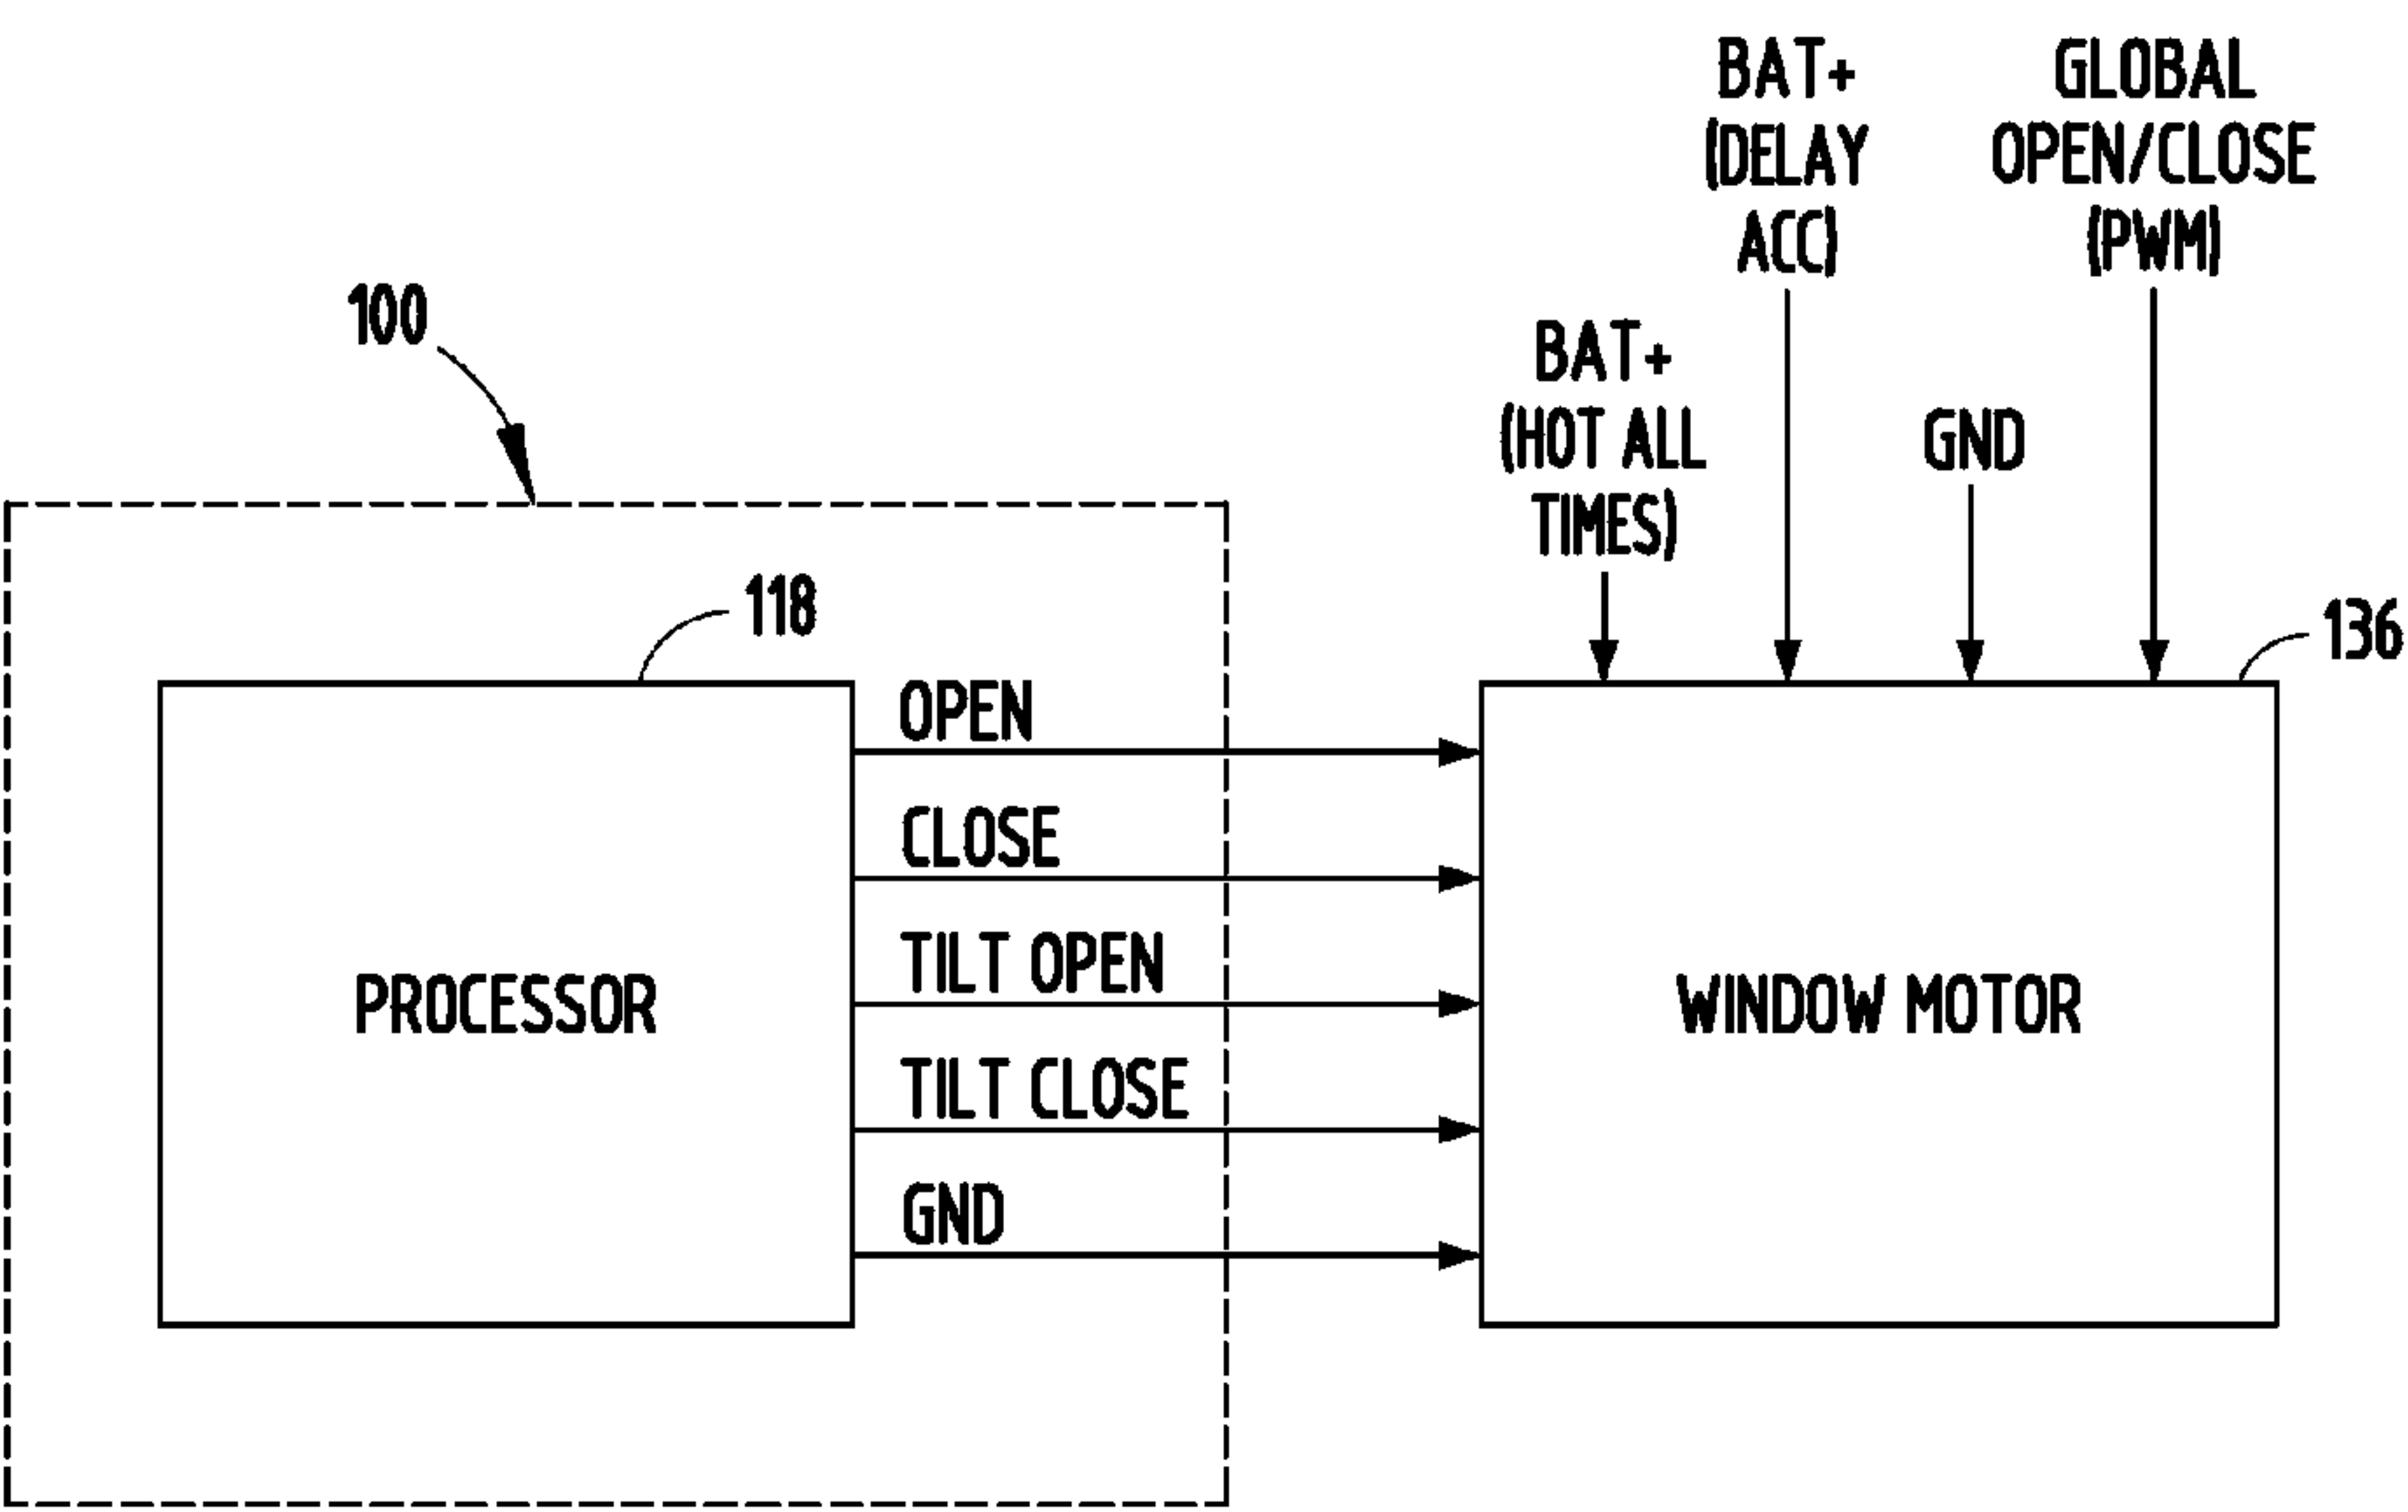 BAT+
(DELAY
ACC)
GLOBAL
OPEN/CLOSE
(PWM)
100
BAT+
(HOT ALL
TIMES)
GND
118
136
OPEN
CLOSE
TILT OPEN
TILT CLOSE
GND
PROCESSOR
WINDOW MOTOR